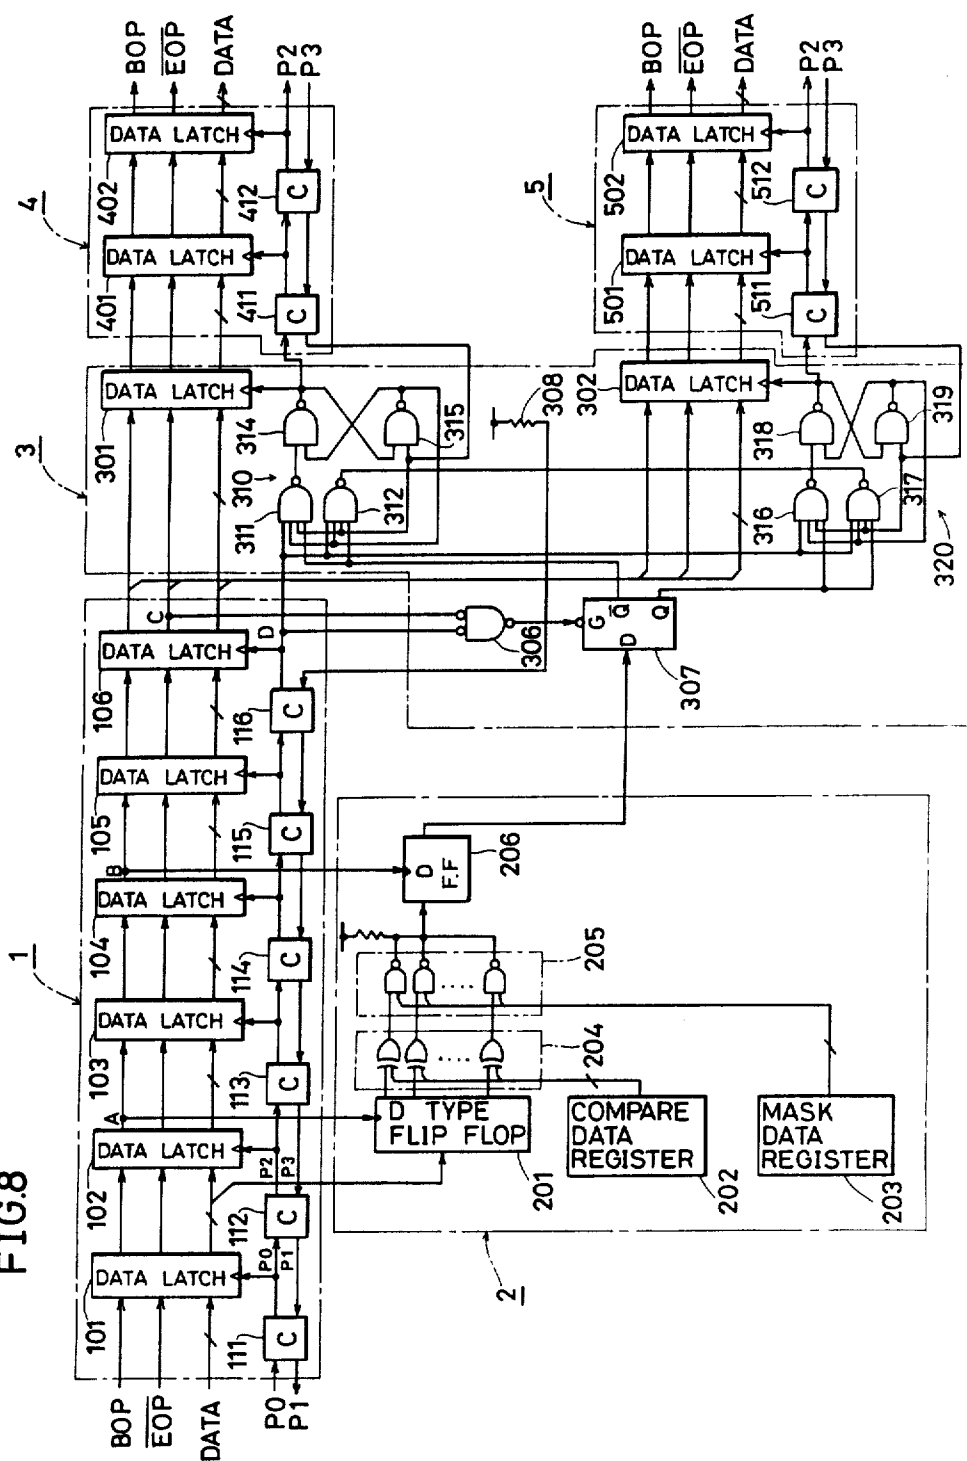 FIG.8
1
101
102
103
104
105
106
BOP
EOP
DATA
DATA LATCH
DATA LATCH
DATA LATCH
DATA LATCH
DATA LATCH
DATA LATCH
A
B
C
D
P0
P1
111
C
P0
P1
112
C
P2
P3
113
C
114
C
115
C
116
C
2
D TYPE
FLIP FLOP
201
COMPARE
DATA
REGISTER
202
MASK
DATA
REGISTER
203
204
205
D
F.F
206
3
301
DATA LATCH
302
DATA LATCH
306
G
D
Q
Q
307
308
310
311
312
314
315
316
317
318
319
320
4
401
DATA LATCH
402
DATA LATCH
411
C
412
C
BOP
EOP
DATA
P2
P3
5
501
DATA LATCH
502
DATA LATCH
511
C
512
C
BOP
EOP
DATA
P2
P3